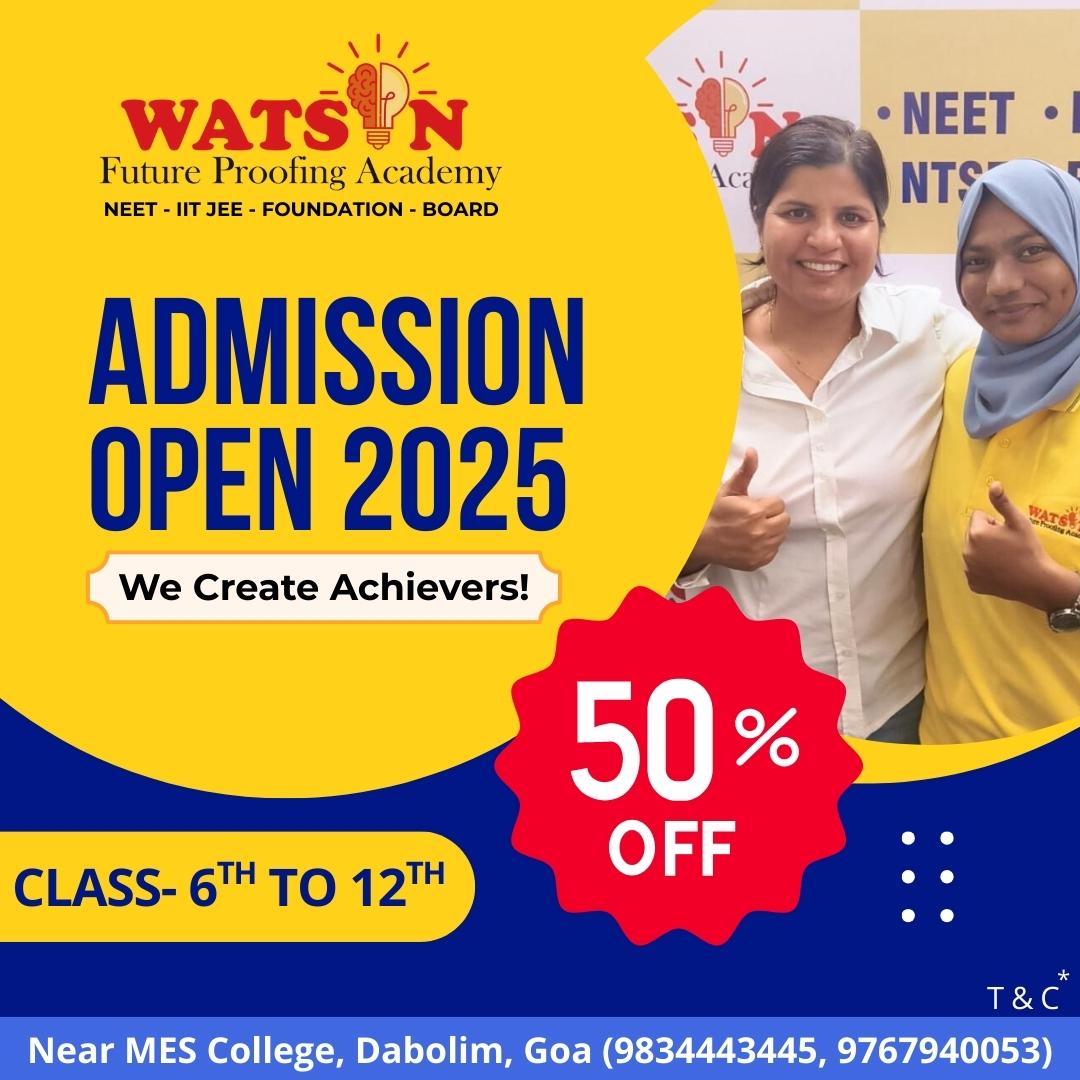 WATSON
Future Proofing Academy
NEET - IIT JEE - FOUNDATION - BOARD
• NEET •
ADMISSION
OPEN 2025
We Create Achievers!
WATSON
50%
OFF
CLASS- 6TH TO 12TH
T & C*
Near MES College, Dabolim, Goa (9834443445, 9767940053)